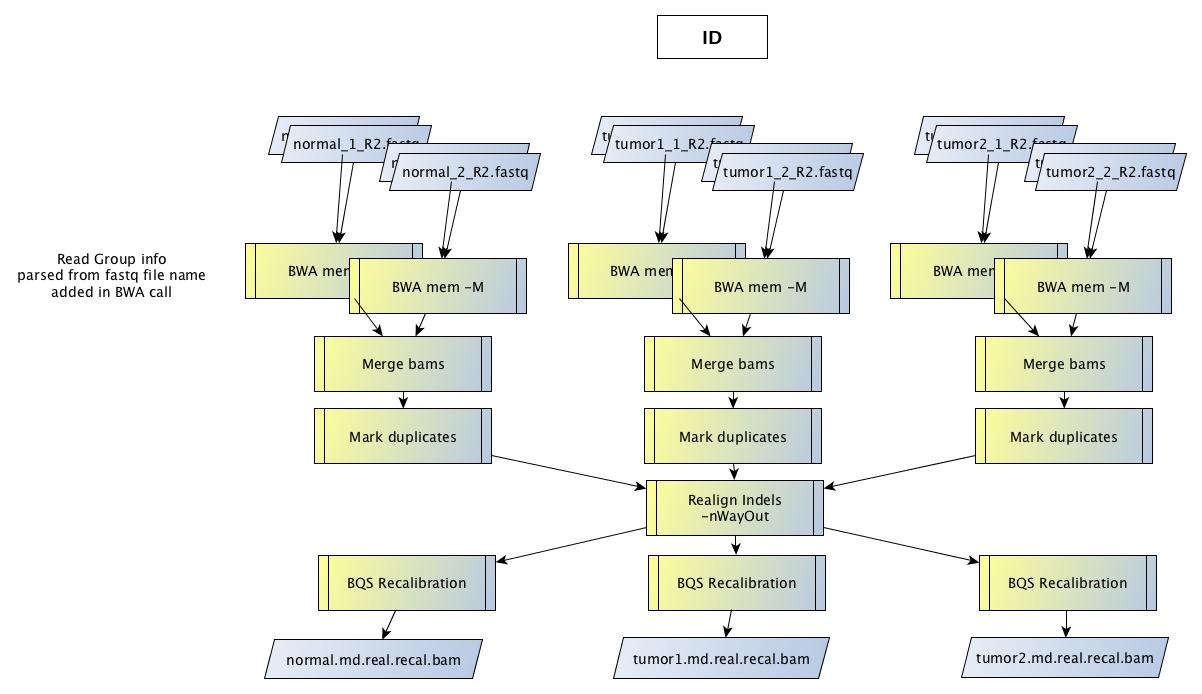 ID
normal_1_R2.fastq
normal_2_R2.fastq
tumor1_1_R2.fastq
tumor1_2_R2.fastq
tumor2_1_R2.fastq
tumor2_2_R2.fastq
Read Group info
parsed from fastq file name
added in BWA call
BWA mem
BWA mem -M
BWA mem
BWA mem -M
BWA mem
BWA mem -M
Merge bams
Merge bams
Merge bams
Mark duplicates
Mark duplicates
Mark duplicates
Realign Indels
-nWayOut
BQS Recalibration
BQS Recalibration
BQS Recalibration
normal.md.real.recal.bam
tumor1.md.real.recal.bam
tumor2.md.real.recal.bam